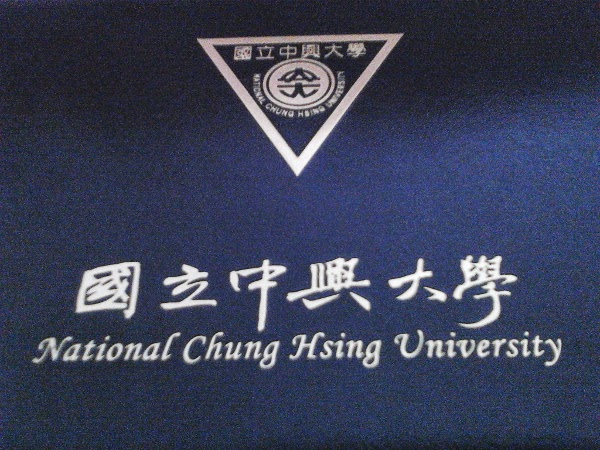 國立中興大學
NATIONAL CHUNG HSING UNIVERSITY
國立中興大學
National Chung Hsing University